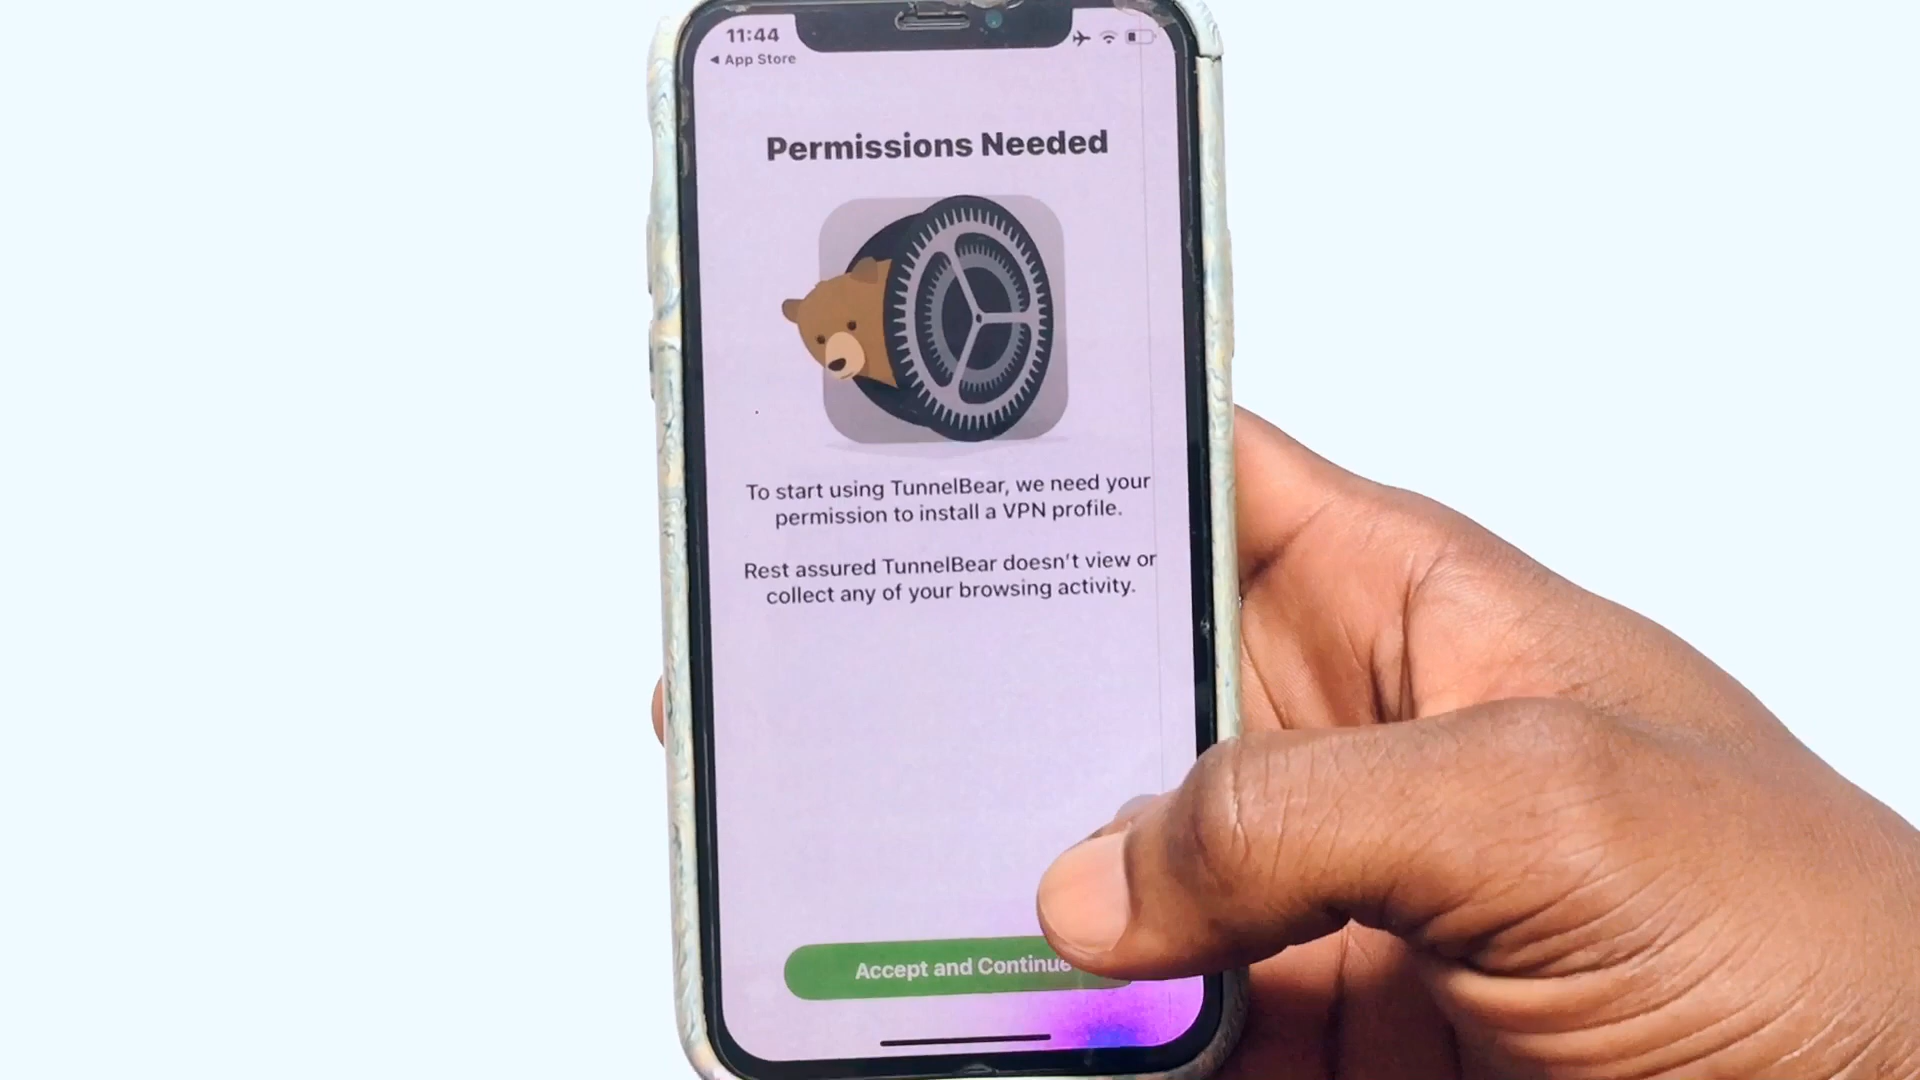 11:44
◀ App Store
Permissions Needed
To start using TunnelBear, we need your
permission to install a VPN profile.
Rest assured TunnelBear doesn't view or
collect any of your browsing activity.
Accept and Continue